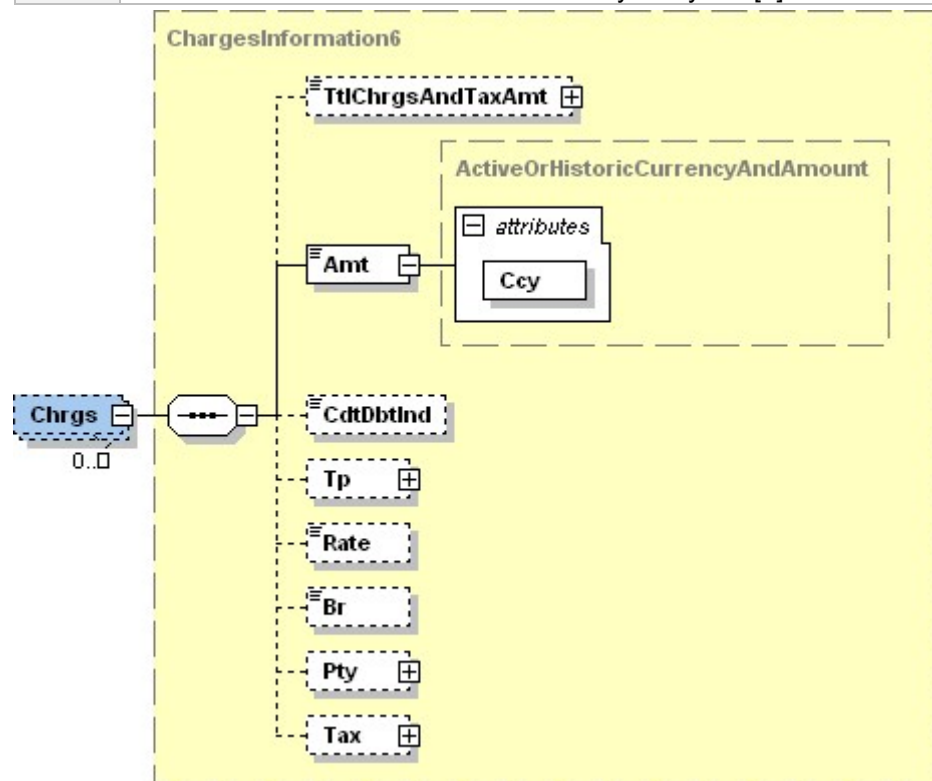 ChargesInformation6
TtlChrgsAndTaxAmt
ActiveOrHistoricCurrencyAndAmount
attributes
Amt
Ccy
Chrgs
0..
CdtDbtInd
Tp
Rate
Br
Pty
Tax